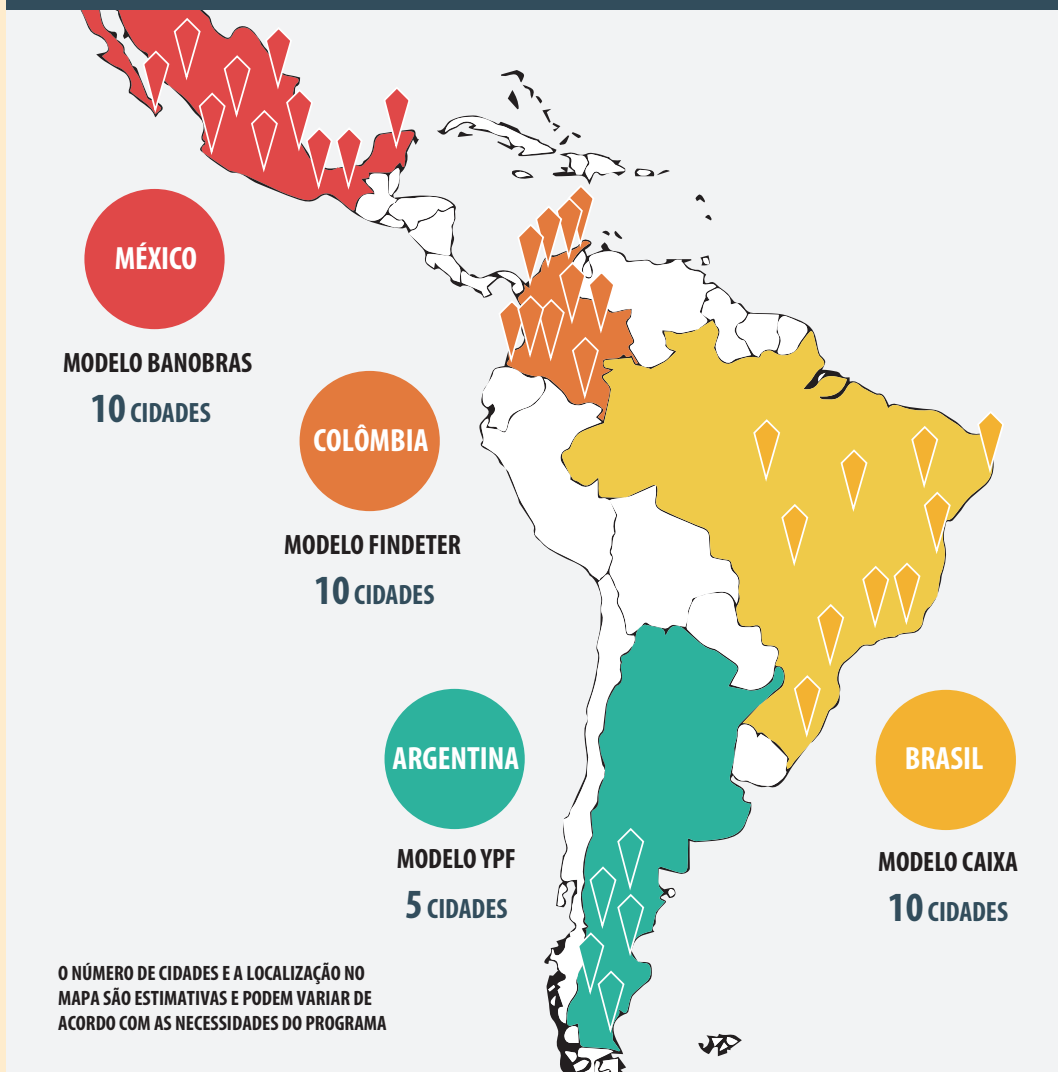 MÉXICO
MODELO BANOBRAS
10 CIDADES
COLÔMBIA
MODELO FINDETER
10 CIDADES
ARGENTINA
MODELO YPF
5 CIDADES
BRASIL
MODELO CAIXA
10 CIDADES
O NÚMERO DE CIDADES E A LOCALIZAÇÃO NO
MAPA SÃO ESTIMATIVAS E PODEM VARIAR DE
ACORDO COM AS NECESSIDADES DO PROGRAMA